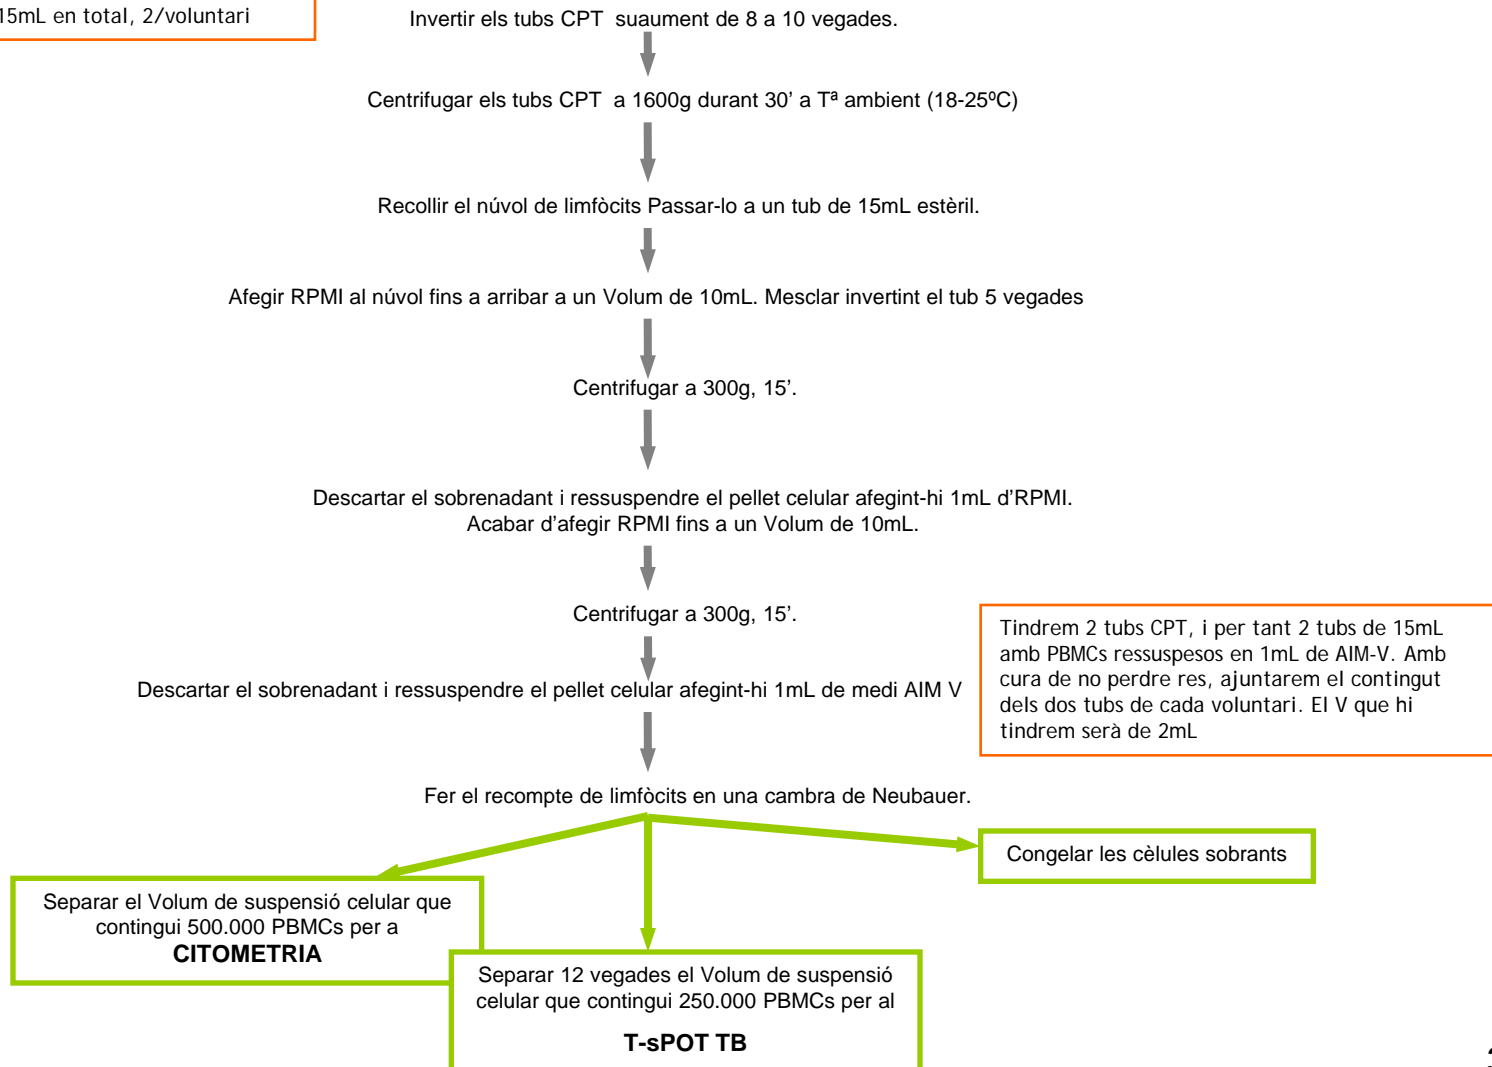 15mL en total, 2/voluntari
Invertir els tubs CPT suaument de 8 a 10 vegades.
Centrifugar els tubs CPT a 1600g durant 30’ a Tª ambient (18-25ºC)
Recollir el núvol de limfòcits Passar-lo a un tub de 15mL estèril.
Afegir RPMI al núvol fins a arribar a un Volum de 10mL. Mesclar invertint el tub 5 vegades
Centrifugar a 300g, 15’.
Descartar el sobrenadant i ressuspendre el pellet celular afegint-hi 1mL d’RPMI.
Acabar d’afegir RPMI fins a un Volum de 10mL.
Centrifugar a 300g, 15’.
Tindrem 2 tubs CPT, i per tant 2 tubs de 15mL
amb PBMCs ressuspesos en 1mL de AIM-V. Amb
cura de no perdre res, ajuntarem el contingut
dels dos tubs de cada voluntari. El V que hi
tindrem serà de 2mL
Descartar el sobrenadant i ressuspendre el pellet celular afegint-hi 1mL de medi AIM V
Fer el recompte de limfòcits en una cambra de Neubauer.
Congelar les cèlules sobrants
Separar el Volum de suspensió celular que
contingui 500.000 PBMCs per a
CITOMETRIA
Separar 12 vegades el Volum de suspensió
celular que contingui 250.000 PBMCs per al
T-sPOT TB